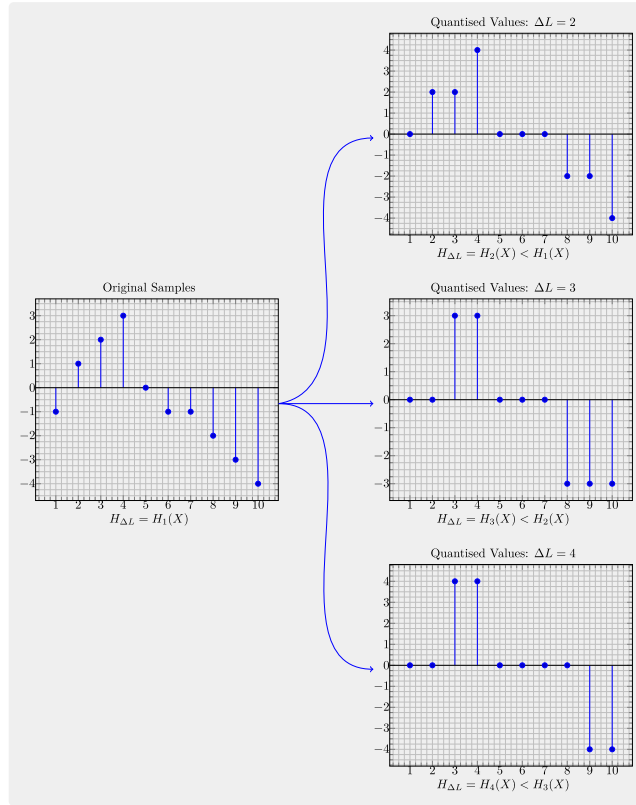 Quantised Values: ΔL = 2
4
3
2
1
0
−1
−2
−3
−4
1 2 3 4 5 6 7 8 9 10
H_ΔL = H_2(X) < H_1(X)
Original Samples
3
2
1
0
−1
−2
−3
−4
1 2 3 4 5 6 7 8 9 10
H_ΔL = H_1(X)
Quantised Values: ΔL = 3
3
2
1
0
−1
−2
−3
1 2 3 4 5 6 7 8 9 10
H_ΔL = H_3(X) < H_2(X)
Quantised Values: ΔL = 4
4
3
2
1
0
−1
−2
−3
−4
1 2 3 4 5 6 7 8 9 10
H_ΔL = H_4(X) < H_3(X)